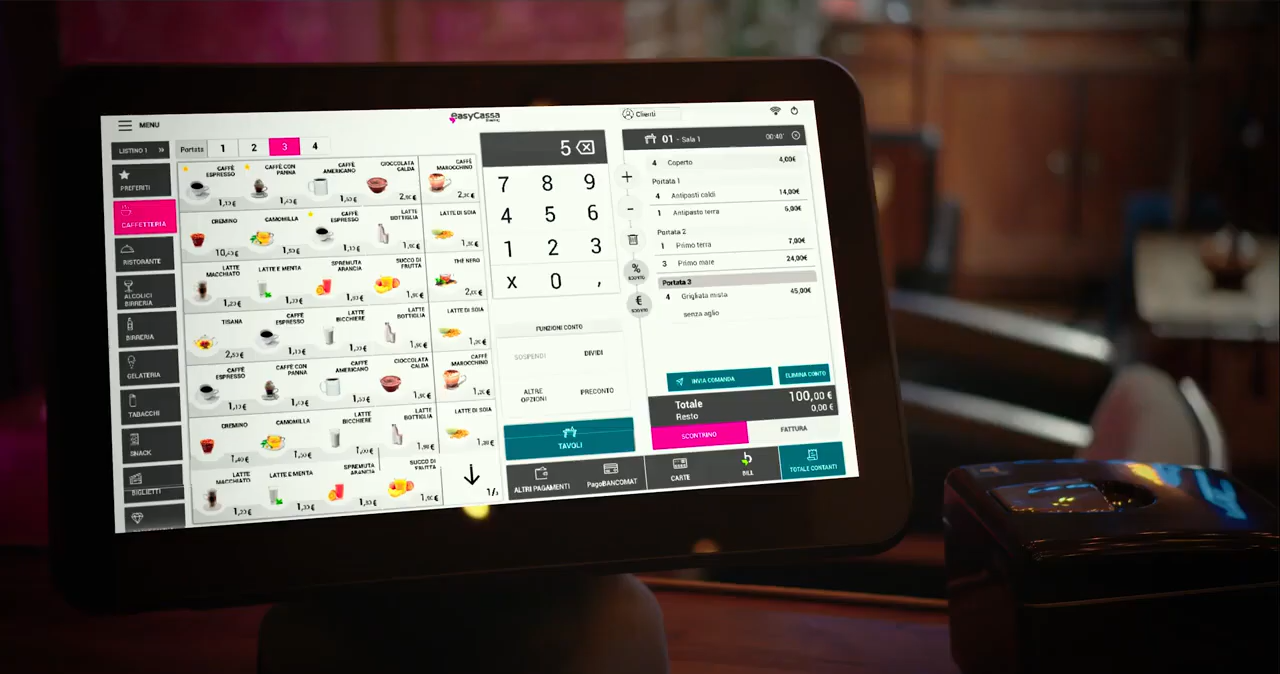 MENU
easyCassa
Clienti
LISTINO 1 »
Portata 1 2 3 4
PREFERITI
CAFFETTERIA
RISTORANTE
ALCOLICI
BIRRERIA
BIRRERIA
GELATERIA
TABACCHI
SNACK
BIGLIETTI
CAFFÈ ESPRESSO
CAFFÈ CON PANNA
CAFFÈ AMERICANO
CIOCCOLATA CALDA
CAFFÈ MAROCCHINO
CREMINO
CAMOMILLA
CAFFÈ ESPRESSO
LATTE BOTTIGLIA
LATTE DI SOIA
LATTE MACCHIATO
LATTE E MENTA
SPREMUTA ARANCIA
SUCCO DI FRUTTA
THE NERO
TISANA
CAFFÈ ESPRESSO
LATTE BICCHIERE
LATTE BOTTIGLIA
LATTE DI SOIA
CAFFÈ ESPRESSO
CAFFÈ CON PANNA
CAFFÈ AMERICANO
CIOCCOLATA CALDA
CAFFÈ MAROCCHINO
CREMINO
CAMOMILLA
LATTE BICCHIERE
LATTE BOTTIGLIA
LATTE DI SOIA
LATTE MACCHIATO
LATTE E MENTA
SPREMUTA ARANCIA
SUCCO DI FRUTTA
5
7 8 9
4 5 6
1 2 3
x 0 ,
FUNZIONE CONTO
SOSPENDI
DIVIDI
ALTRE OPZIONI
PRECONTO
TAVOLI
+
-
%
SCONTO
€
SCONTO
01 - Sala 1 00:40'
4 Coperto 4,00€
Portata 1
4 Antipasti caldi 14,00€
1 Antipasto terra 6,00€
Portata 2
1 Primo terra 7,00€
3 Primo mare 24,00€
Portata 3
4 Grigliata mista 45,00€
senza aglio
INVIA COMANDA
ELIMINA CONTO
Totale 100,00 €
Resto 0,00 €
SCONTRINO
FATTURA
ALTRI PAGAMENTI
PagoBANCOMAT
CARTE
BILL
TOTALE CONTANTI